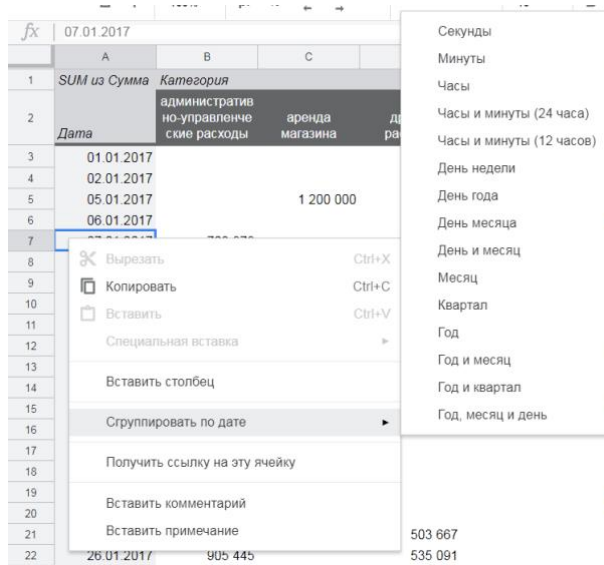 fx 07.01.2017
A B C
1 SUM из Сумма Категория
2 Дата административно-управленческие расходы аренда магазина
3 01.01.2017
4 02.01.2017
5 05.01.2017 1 200 000
6 06.01.2017
7
8
9
10
11
12
13
14
15
16
17
18
19
20
21 503 667
22 26.01.2017 905 445 535 091
Вырезать Ctrl+X
Копировать Ctrl+C
Вставить Ctrl+V
Специальная вставка
Вставить столбец
Сгруппировать по дате
Получить ссылку на эту ячейку
Вставить комментарий
Вставить примечание
Секунды
Минуты
Часы
Часы и минуты (24 часа)
Часы и минуты (12 часов)
День недели
День года
День месяца
День и месяц
Месяц
Квартал
Год
Год и месяц
Год и квартал
Год, месяц и день